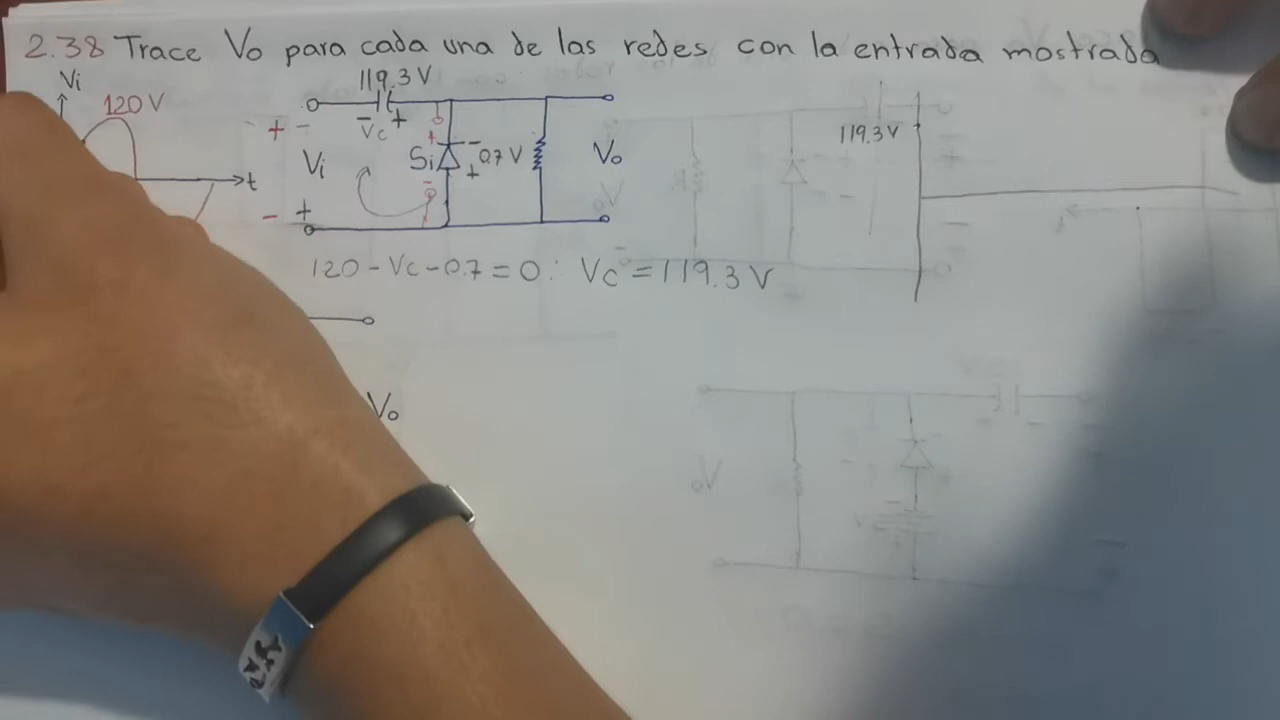 2.38 Trace Vo para cada una de las redes con la entrada mostrada
Vi
120 V
t
119.3 V
+ -
- Vc +
Vi
- +
+
Si
-
- 0.7 V
+
Vo
119.3 V
120 - Vc - 0.7 = 0 ∴ Vc = 119.3 V
Vo